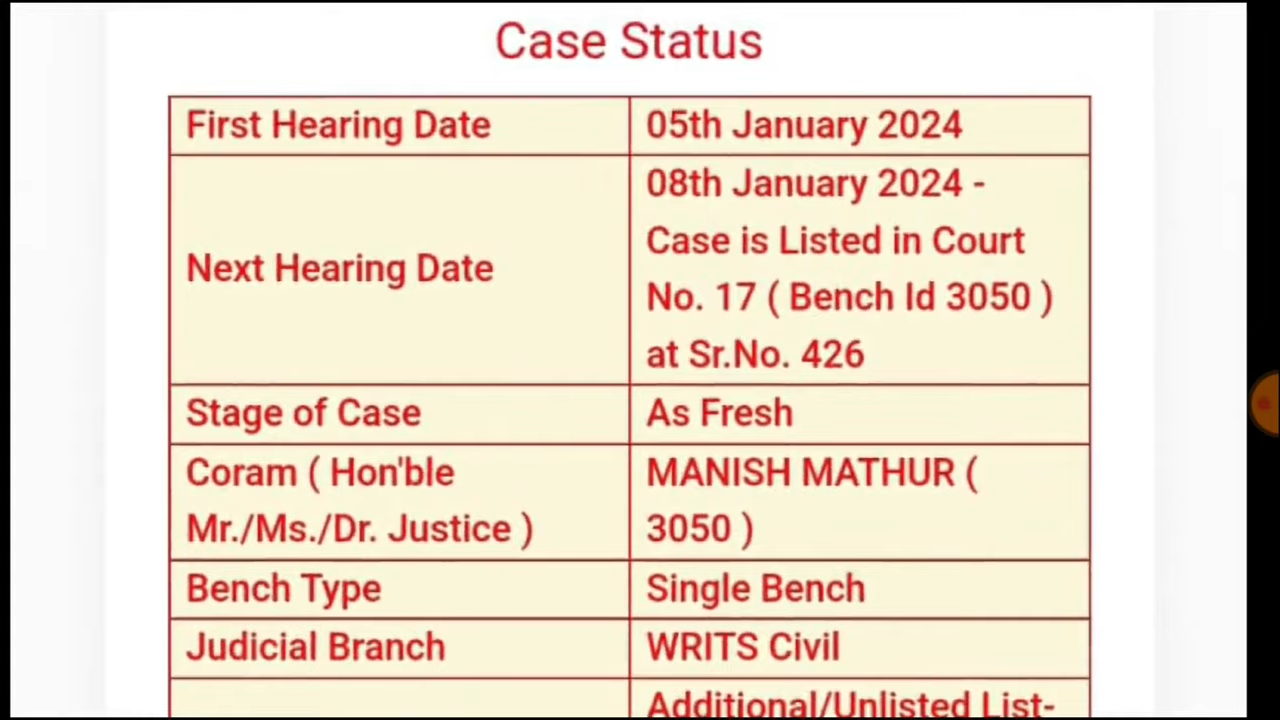 Case Status
First Hearing Date
05th January 2024
Next Hearing Date
08th January 2024 -
Case is Listed in Court
No. 17 ( Bench Id 3050 )
at Sr.No. 426
Stage of Case
As Fresh
Coram ( Hon'ble
Mr./Ms./Dr. Justice )
MANISH MATHUR (
3050 )
Bench Type
Single Bench
Judicial Branch
WRITS Civil
Additional/Unlisted List-